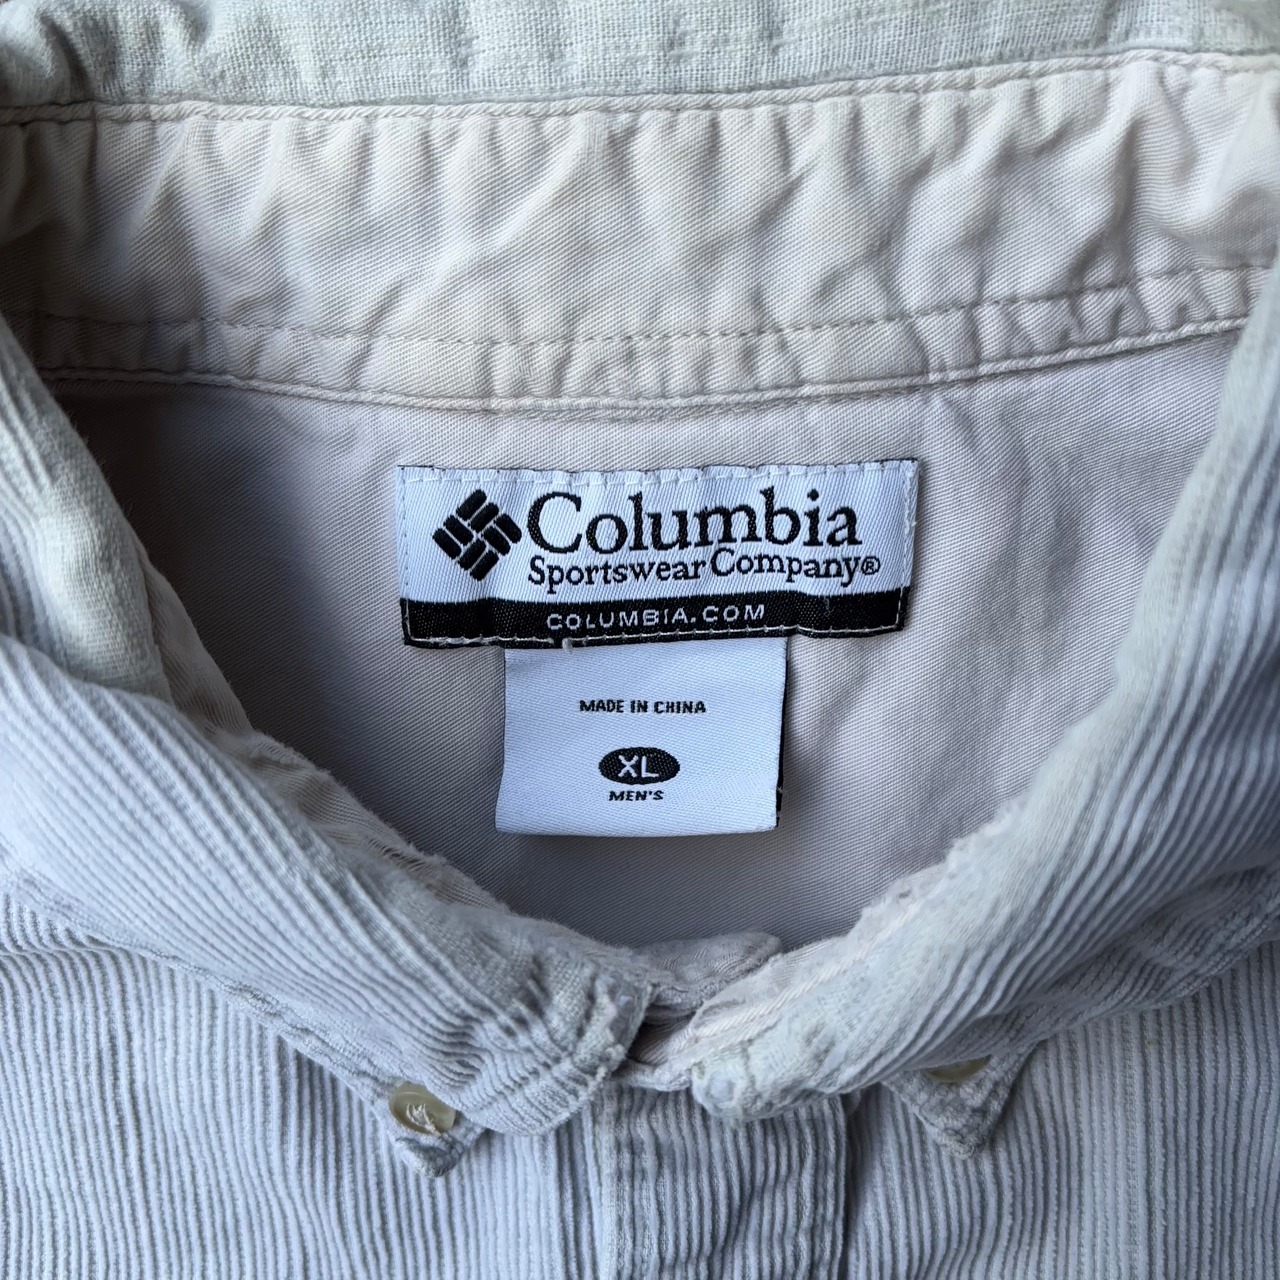 Columbia
Sportswear Company®
COLUMBIA.COM
MADE IN CHINA
XL
MEN'S